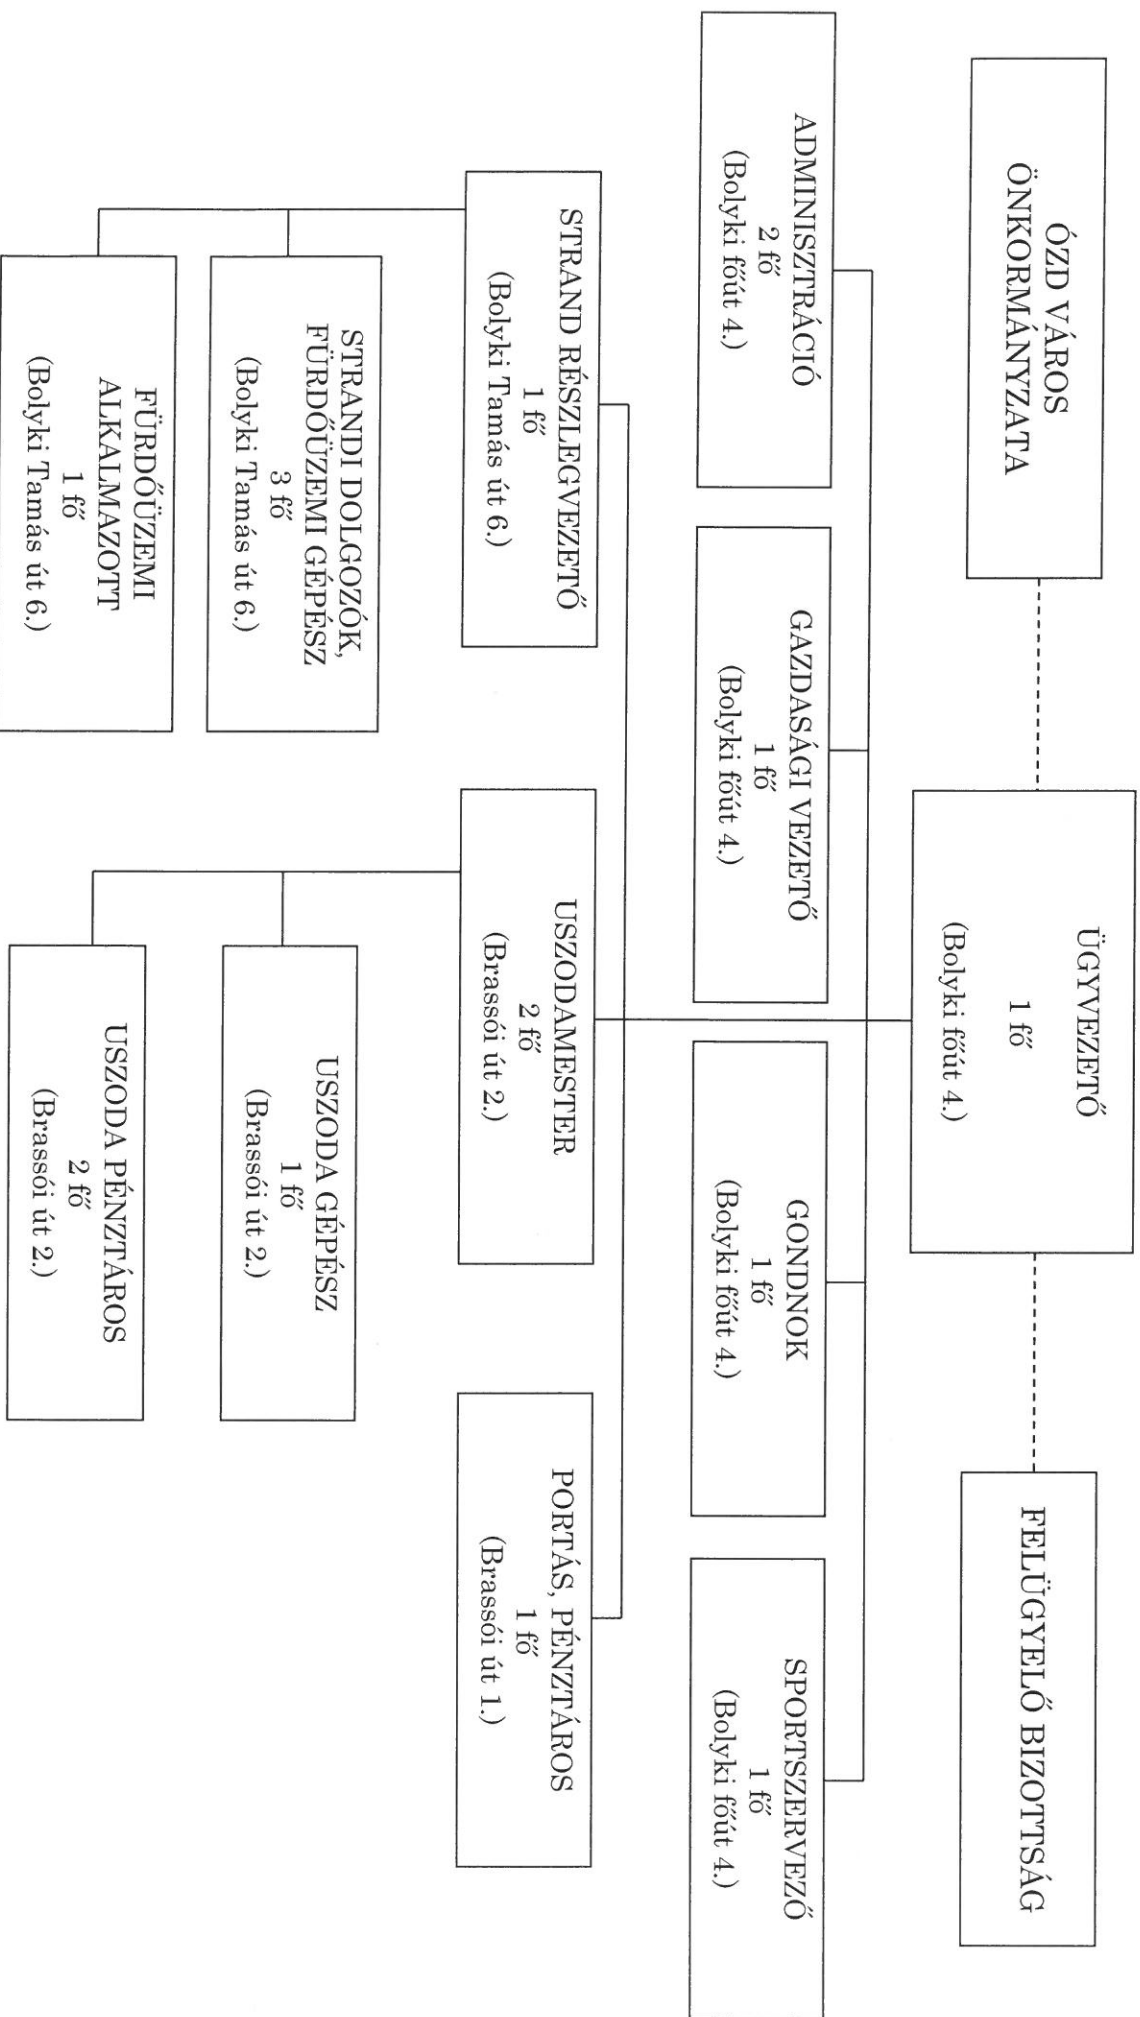 ÓZD VÁROS
ÖNKORMÁNYZATA
ÜGYVEZETŐ
1 fő
(Bolyki főút 4.)
FELÜGYELŐ BIZOTTSÁG
ADMINISZTRÁCIÓ
2 fő
(Bolyki főút 4.)
GAZDASÁGI VEZETŐ
1 fő
(Bolyki főút 4.)
GONDNOK
1 fő
(Bolyki főút 4.)
SPORTSZERVEZŐ
1 fő
(Bolyki főút 4.)
STRAND RÉSZLEGVEZETŐ
1 fő
(Bolyki Tamás út 6.)
USZODAMESTER
2 fő
(Brassói út 2.)
PORTÁS, PÉNZTÁROS
1 fő
(Brassói út 1.)
STRANDI DOLGOZÓK,
FÜRDŐÜZEMI GÉPÉSZ
3 fő
(Bolyki Tamás út 6.)
USZODA GÉPÉSZ
1 fő
(Brassói út 2.)
FÜRDŐÜZEMI
ALKALMAZOTT
1 fő
(Bolyki Tamás út 6.)
USZODA PÉNZTÁROS
2 fő
(Brassói út 2.)